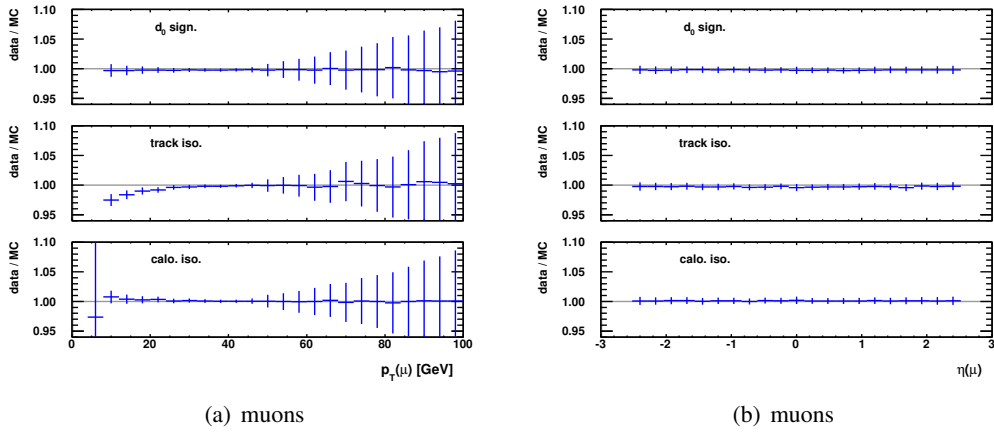 data / MC
1.10
1.05
1.00
0.95
d0 sign.
data / MC
1.10
1.05
1.00
0.95
track iso.
data / MC
1.10
1.05
1.00
0.95
calo. iso.
0 20 40 60 80 100
pT(μ) [GeV]
(a) muons
data / MC
1.10
1.05
1.00
0.95
d0 sign.
data / MC
1.10
1.05
1.00
0.95
track iso.
data / MC
1.10
1.05
1.00
0.95
calo. iso.
-3 -2 -1 0 1 2 3
η(μ)
(b) muons